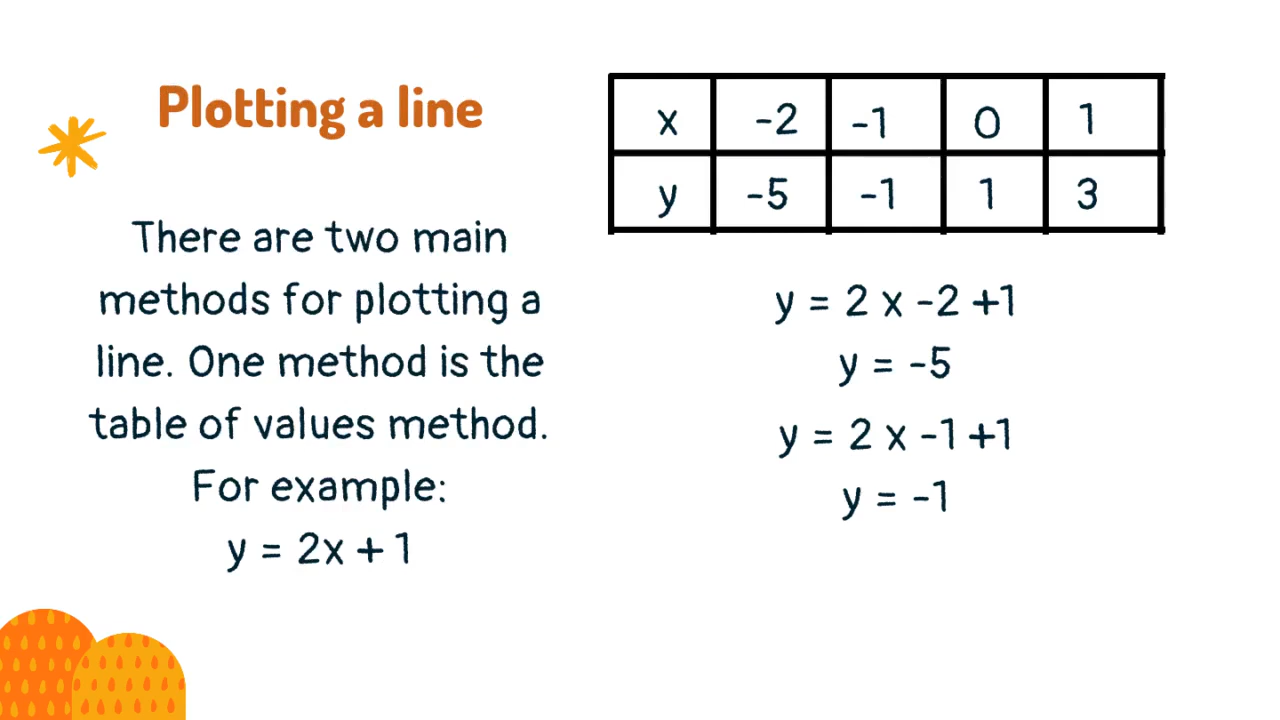 Plotting a line
There are two main
methods for plotting a
line. One method is the
table of values method.
For example:
y = 2x + 1
x -2 -1 0 1
y -5 -1 1 3
y = 2 x -2 +1
y = -5
y = 2 x -1 +1
y = -1